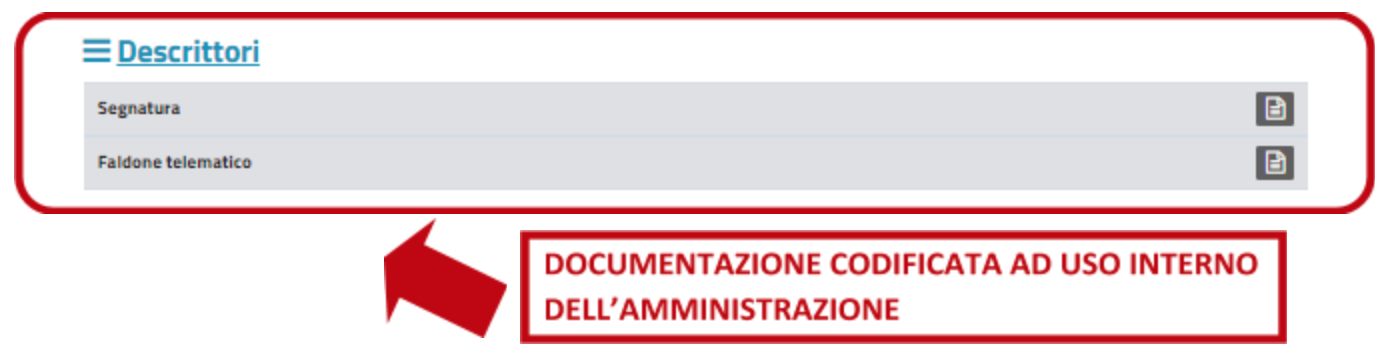 Descrittori
Segnatura
Faldone telematico
DOCUMENTAZIONE CODIFICATA AD USO INTERNO
DELL'AMMINISTRAZIONE